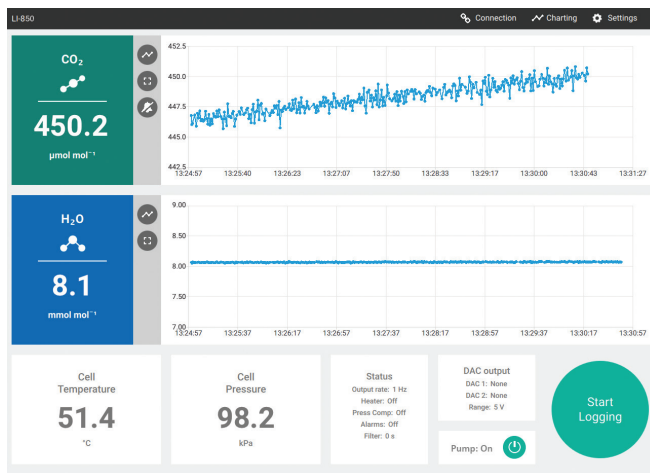 LI-850
Connection
Charting
Settings
CO₂
450.2
µmol mol⁻¹
452.5
450.0
447.5
445.0
442.5
13:24:57 13:25:40 13:26:23 13:27:07 13:27:50 13:28:33 13:29:17 13:30:00 13:30:43 13:31:27
H₂O
8.1
mmol mol⁻¹
9.00
8.50
8.00
7.50
7.00
13:24:57 13:25:37 13:26:17 13:26:57 13:27:37 13:28:17 13:28:57 13:29:37 13:30:17 13:30:57
Cell
Temperature
51.4
°C
Cell
Pressure
98.2
kPa
Status
Output rate: 1 Hz
Heater: Off
Press Comp: Off
Alarms: Off
Filter: 0 s
DAC output
DAC 1: None
DAC 2: None
Range: 5 V
Pump: On
Start
Logging